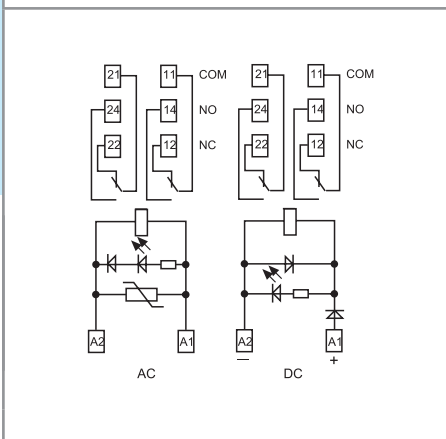 21 11 COM 21 11 COM
24 14 NO 24 14 NO
22 12 NC 22 12 NC
A2 A1 A2 A1
— +
AC DC